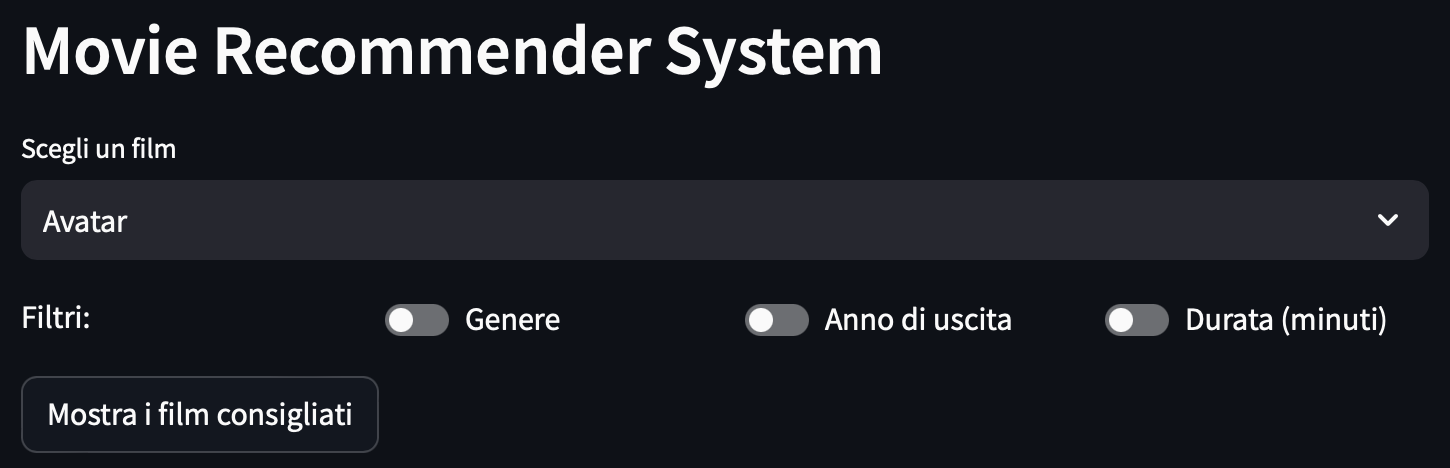 Movie Recommender System
Scegli un film
Avatar
Filtri: Genere Anno di uscita Durata (minuti)
Mostra i film consigliati